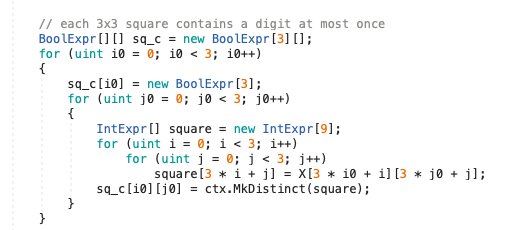 // each 3x3 square contains a digit at most once
BoolExpr[][] sq_c = new BoolExpr[3][];
for (uint i0 = 0; i0 < 3; i0++)
{
    sq_c[i0] = new BoolExpr[3];
    for (uint j0 = 0; j0 < 3; j0++)
    {
        IntExpr[] square = new IntExpr[9];
        for (uint i = 0; i < 3; i++)
            for (uint j = 0; j < 3; j++)
                square[3 * i + j] = X[3 * i0 + i][3 * j0 + j];
        sq_c[i0][j0] = ctx.MkDistinct(square);
    }
}